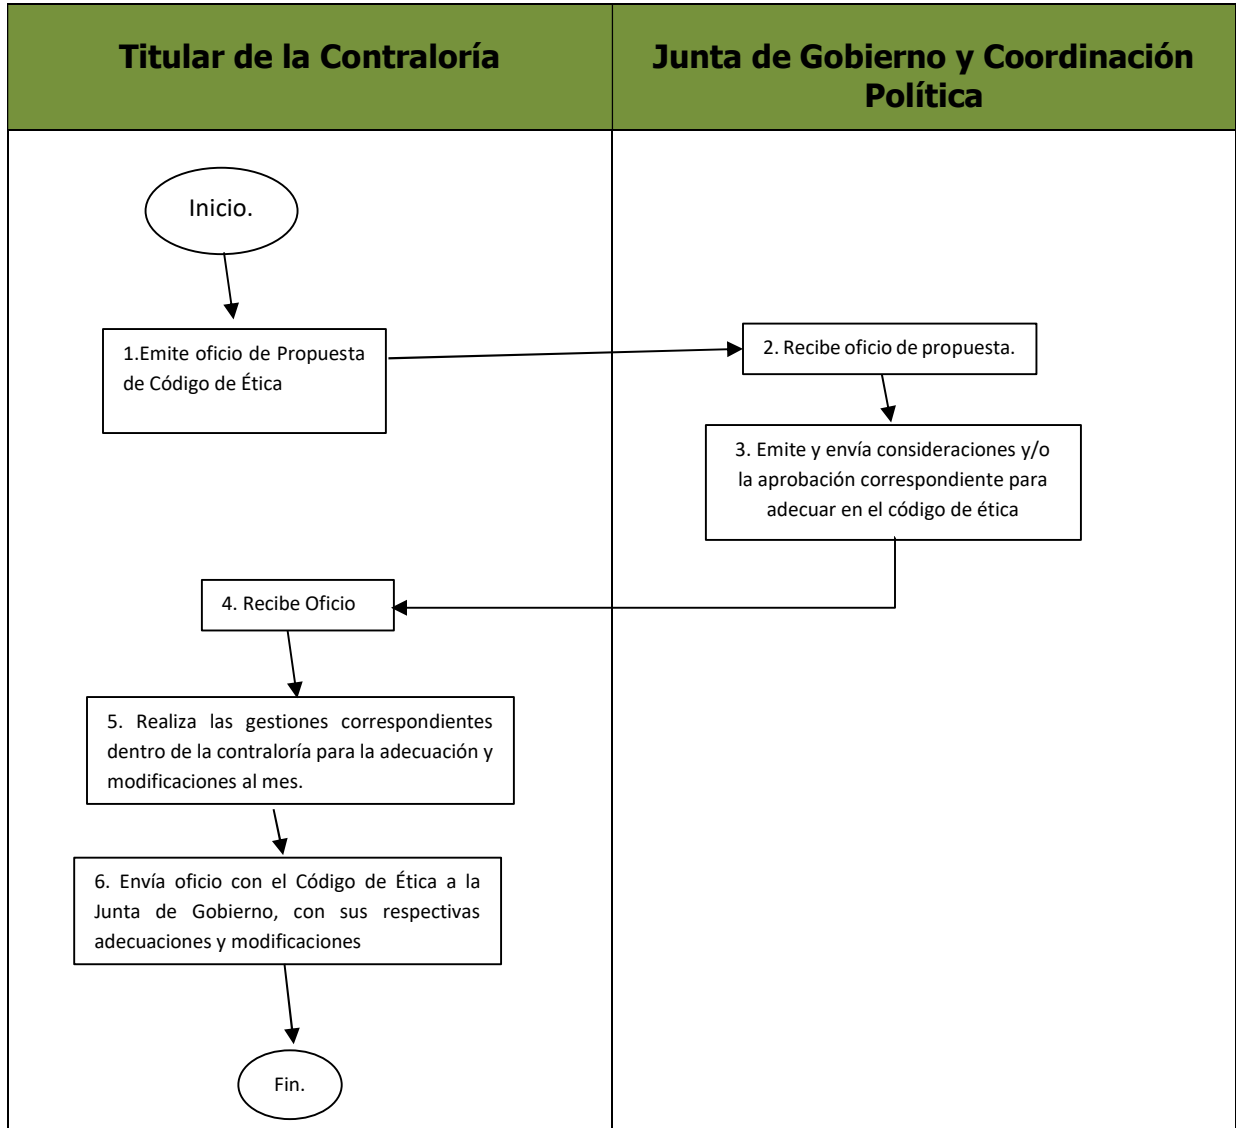 Titular de la Contraloría
Junta de Gobierno y Coordinación
Política
Inicio.
1.Emite oficio de Propuesta
de Código de Ética
2. Recibe oficio de propuesta.
3. Emite y envía consideraciones y/o
la aprobación correspondiente para
adecuar en el código de ética
4. Recibe Oficio
5. Realiza las gestiones correspondientes
dentro de la contraloría para la adecuación y
modificaciones al mes.
6. Envía oficio con el Código de Ética a la
Junta de Gobierno, con sus respectivas
adecuaciones y modificaciones
Fin.